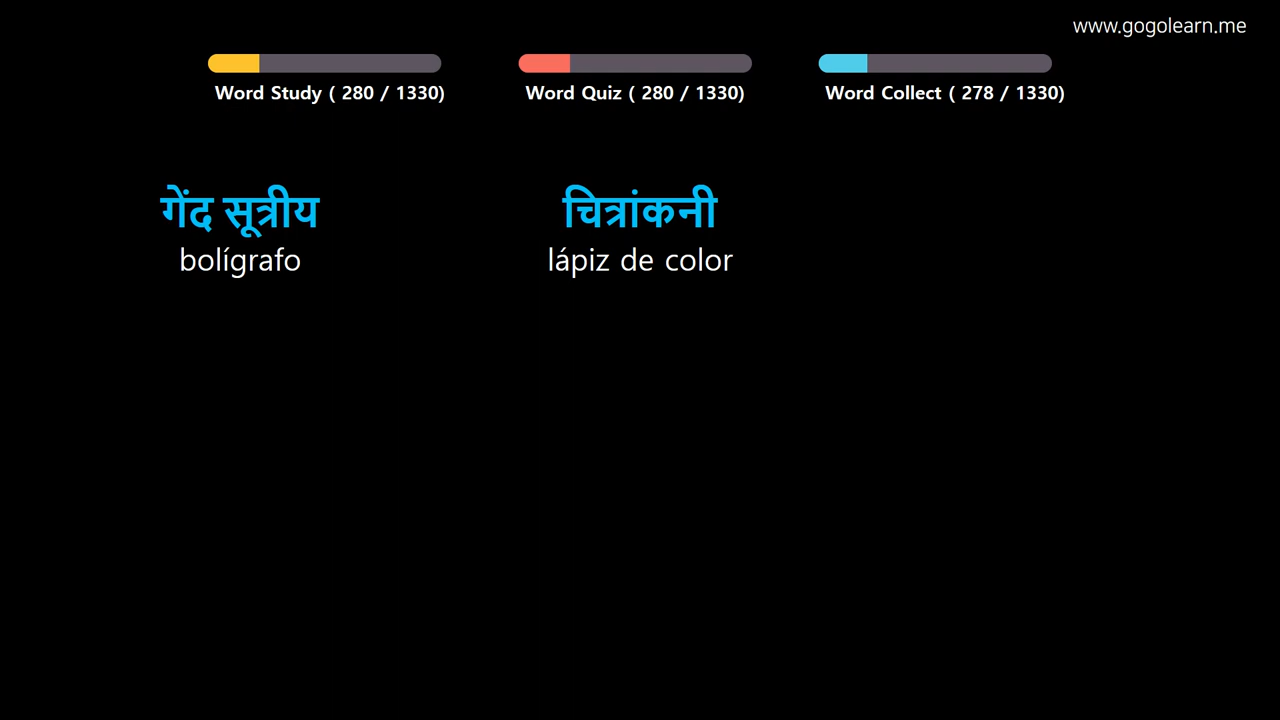 www.gogolearn.me
Word Study ( 280 / 1330)
Word Quiz ( 280 / 1330)
Word Collect ( 278 / 1330)
गेंद सूत्रीय
bolígrafo
चित्रांकनी
lápiz de color